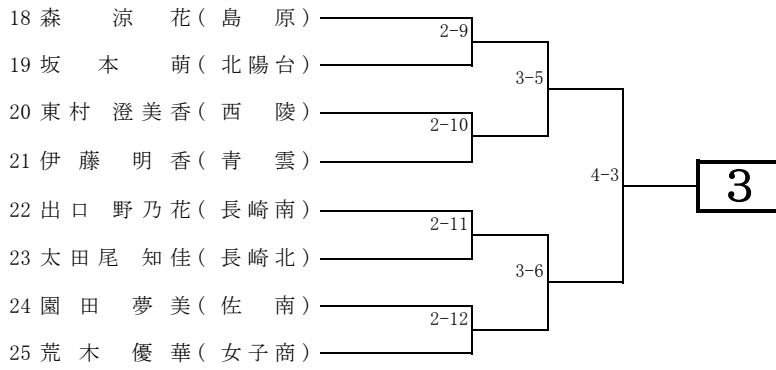 18 森 涼 花 ( 島 原 )
2-9
19 坂 本 萌 ( 北陽台 )
3-5
20 東村 澄美香 ( 西 陵 )
2-10
21 伊 藤 明 香 ( 青 雲 )
4-3
3
22 出口 野乃花 ( 長崎南 )
2-11
23 太田尾 知佳 ( 長崎北 )
3-6
24 園 田 夢 美 ( 佐 南 )
2-12
25 荒 木 優 華 ( 女子商 )